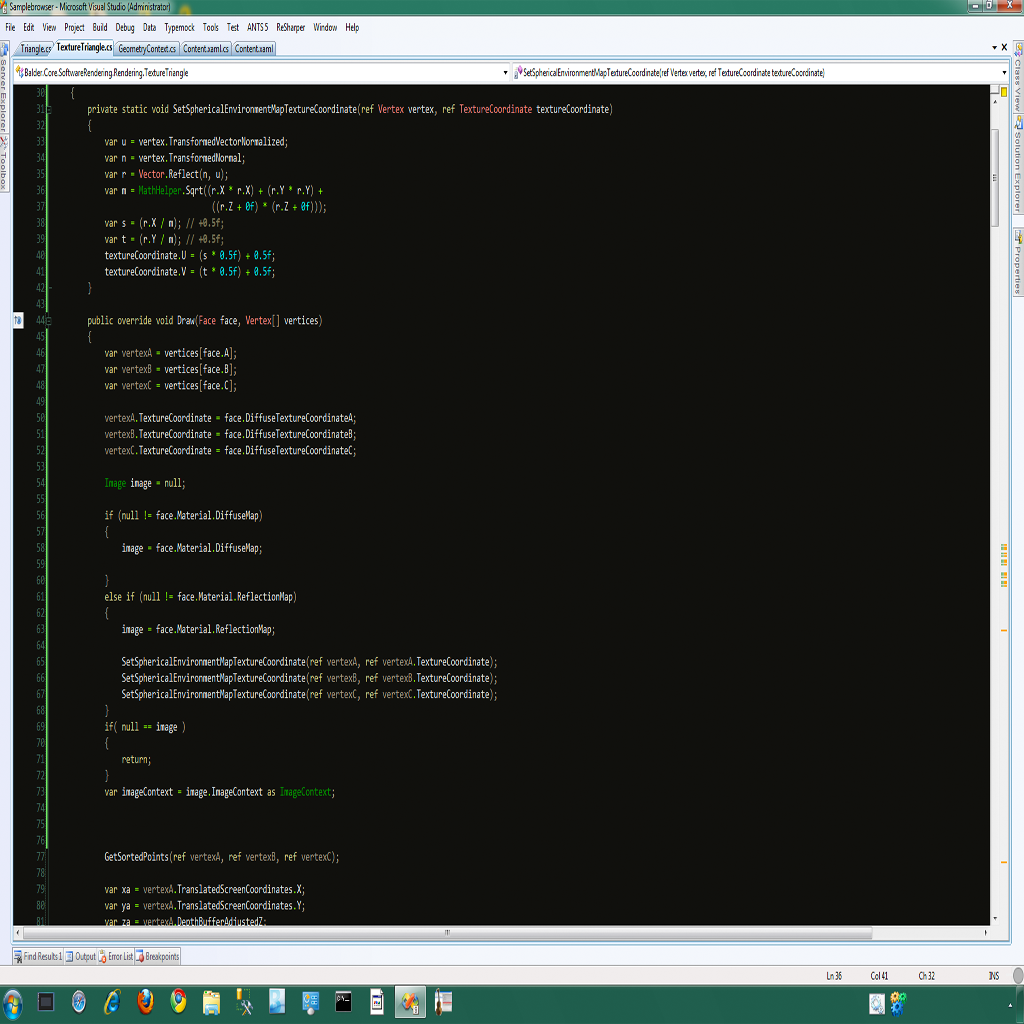 Samplebrowser - Microsoft Visual Studio (Administrator)
File Edit View Project Build Debug Data Typemock Tools Test ANTS 5 ReSharper Window Help
Triangle.cs TextureTriangle.cs GeometryContext.cs Content.xaml.cs Content.xaml
Balder.Core.SoftwareRendering.Rendering.TextureTriangle SetSphericalEnvironmentMapTextureCoordinate(ref Vertex vertex, ref TextureCoordinate textureCoordinate)
Server Explorer
Toolbox
Class View
Solution Explorer
Properties
30 {
31 private static void SetSphericalEnvironmentMapTextureCoordinate(ref Vertex vertex, ref TextureCoordinate textureCoordinate)
32 {
33 var u = vertex.TransformedVectorNormalized;
34 var n = vertex.TransformedNormal;
35 var r = Vector.Reflect(n, u);
36 var m = MathHelper.Sqrt((r.X * r.X) + (r.Y * r.Y) +
37 ((r.Z + 0f) * (r.Z + 0f)));
38 var s = (r.X / m); // +0.5f;
39 var t = (r.Y / m); // +0.5f;
40 textureCoordinate.U = (s * 0.5f) + 0.5f;
41 textureCoordinate.V = (t * 0.5f) + 0.5f;
42 }
43
44 public override void Draw(Face face, Vertex[] vertices)
45 {
46 var vertexA = vertices[face.A];
47 var vertexB = vertices[face.B];
48 var vertexC = vertices[face.C];
49
50 vertexA.TextureCoordinate = face.DiffuseTextureCoordinateA;
51 vertexB.TextureCoordinate = face.DiffuseTextureCoordinateB;
52 vertexC.TextureCoordinate = face.DiffuseTextureCoordinateC;
53
54 Image image = null;
55
56 if (null != face.Material.DiffuseMap)
57 {
58 image = face.Material.DiffuseMap;
59
60 }
61 else if (null != face.Material.ReflectionMap)
62 {
63 image = face.Material.ReflectionMap;
64
65 SetSphericalEnvironmentMapTextureCoordinate(ref vertexA, ref vertexA.TextureCoordinate);
66 SetSphericalEnvironmentMapTextureCoordinate(ref vertexB, ref vertexB.TextureCoordinate);
67 SetSphericalEnvironmentMapTextureCoordinate(ref vertexC, ref vertexC.TextureCoordinate);
68 }
69 if( null == image )
70 {
71 return;
72 }
73 var imageContext = image.ImageContext as ImageContext;
74
75
76
77 GetSortedPoints(ref vertexA, ref vertexB, ref vertexC);
78
79 var xa = vertexA.TranslatedScreenCoordinates.X;
80 var ya = vertexA.TranslatedScreenCoordinates.Y;
81 var za = vertexA.DepthBufferAdjustedZ;
Find Results 1 Output Error List Breakpoints
Ln 36 Col 41 Ch 32 INS